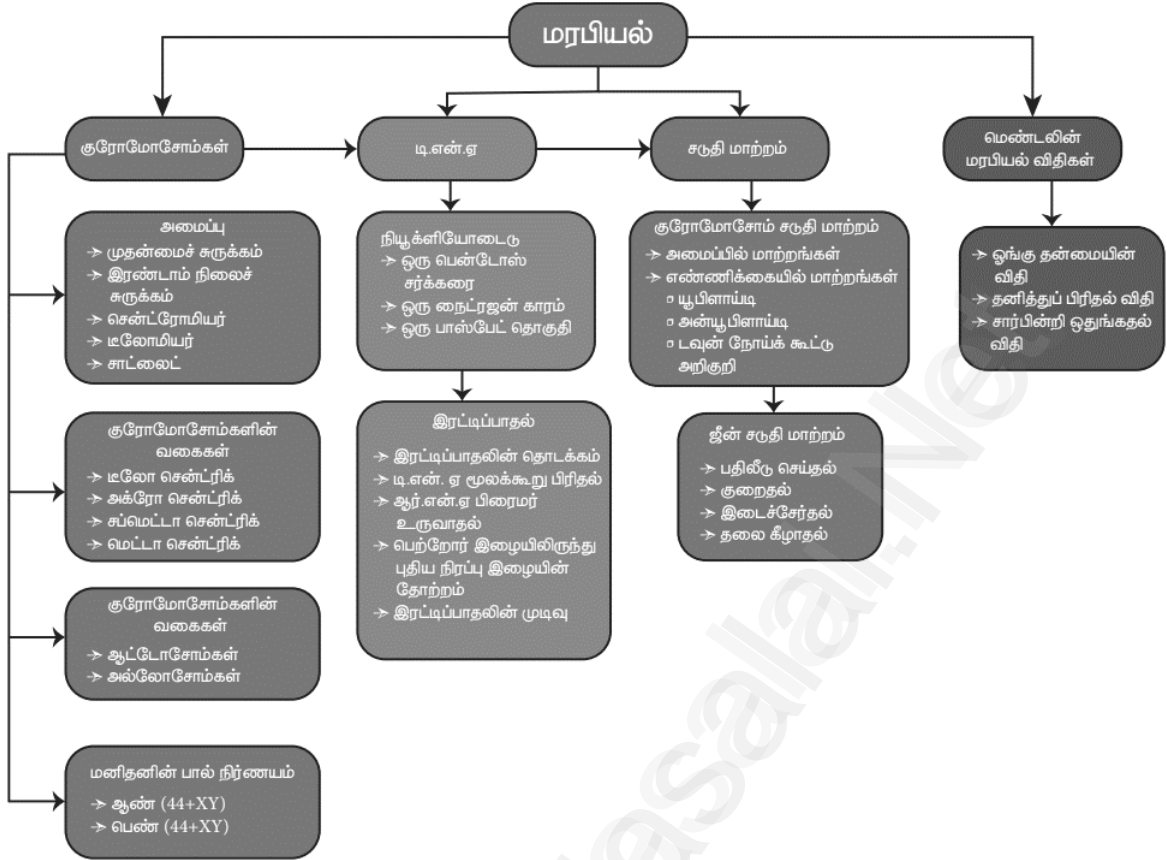 மரபியல்
குரோமோசோம்கள்
டி.என்.ஏ
சடுதி மாற்றம்
மெண்டலின்
மரபியல் விதிகள்
அமைப்பு
→ முதன்மைச் சுருக்கம்
→ இரண்டாம் நிலைச்
சுருக்கம்
→ சென்ட்ரோமியர்
→ டீலோமியர்
→ சாட்லைட்
குரோமோசோம்களின்
வகைகள்
→ டீலோ சென்ட்ரிக்
→ அக்ரோ சென்ட்ரிக்
→ சப்மெட்டா சென்ட்ரிக்
→ மெட்டா சென்ட்ரிக்
குரோமோசோம்களின்
வகைகள்
→ ஆட்டோசோம்கள்
→ அல்லோசோம்கள்
மனிதனின் பால் நிர்ணயம்
→ ஆண் (44+XY)
→ பெண் (44+XY)
நியூக்ளியோடைடு
→ ஒரு பென்டோஸ்
சர்க்கரை
→ ஒரு நைட்ரஜன் காரம்
→ ஒரு பாஸ்பேட் தொகுதி
இரட்டிப்பாதல்
→ இரட்டிப்பாதலின் தொடக்கம்
→ டி.என். ஏ மூலக்கூறு பிரிதல்
→ ஆர்.என்.ஏ பிரைமர்
உருவாதல்
→ பெற்றோர் இழையிலிருந்து
புதிய நிரப்பு இழையின்
தோற்றம்
→ இரட்டிப்பாதலின் முடிவு
குரோமோசோம் சடுதி மாற்றம்
→ அமைப்பில் மாற்றங்கள்
→ எண்ணிக்கையில் மாற்றங்கள்
▫ யூபிளாய்டி
▫ அன்யூபிளாய்டி
▫ டவுன் நோய்க் கூட்டு
அறிகுறி
ஜீன் சடுதி மாற்றம்
→ பதிலீடு செய்தல்
→ குறைதல்
→ இடைச்சேர்தல்
→ தலை கீழாதல்
→ ஓங்கு தன்மையின்
விதி
→ தனித்துப் பிரிதல் விதி
→ சார்பின்றி ஒதுங்கதல்
விதி